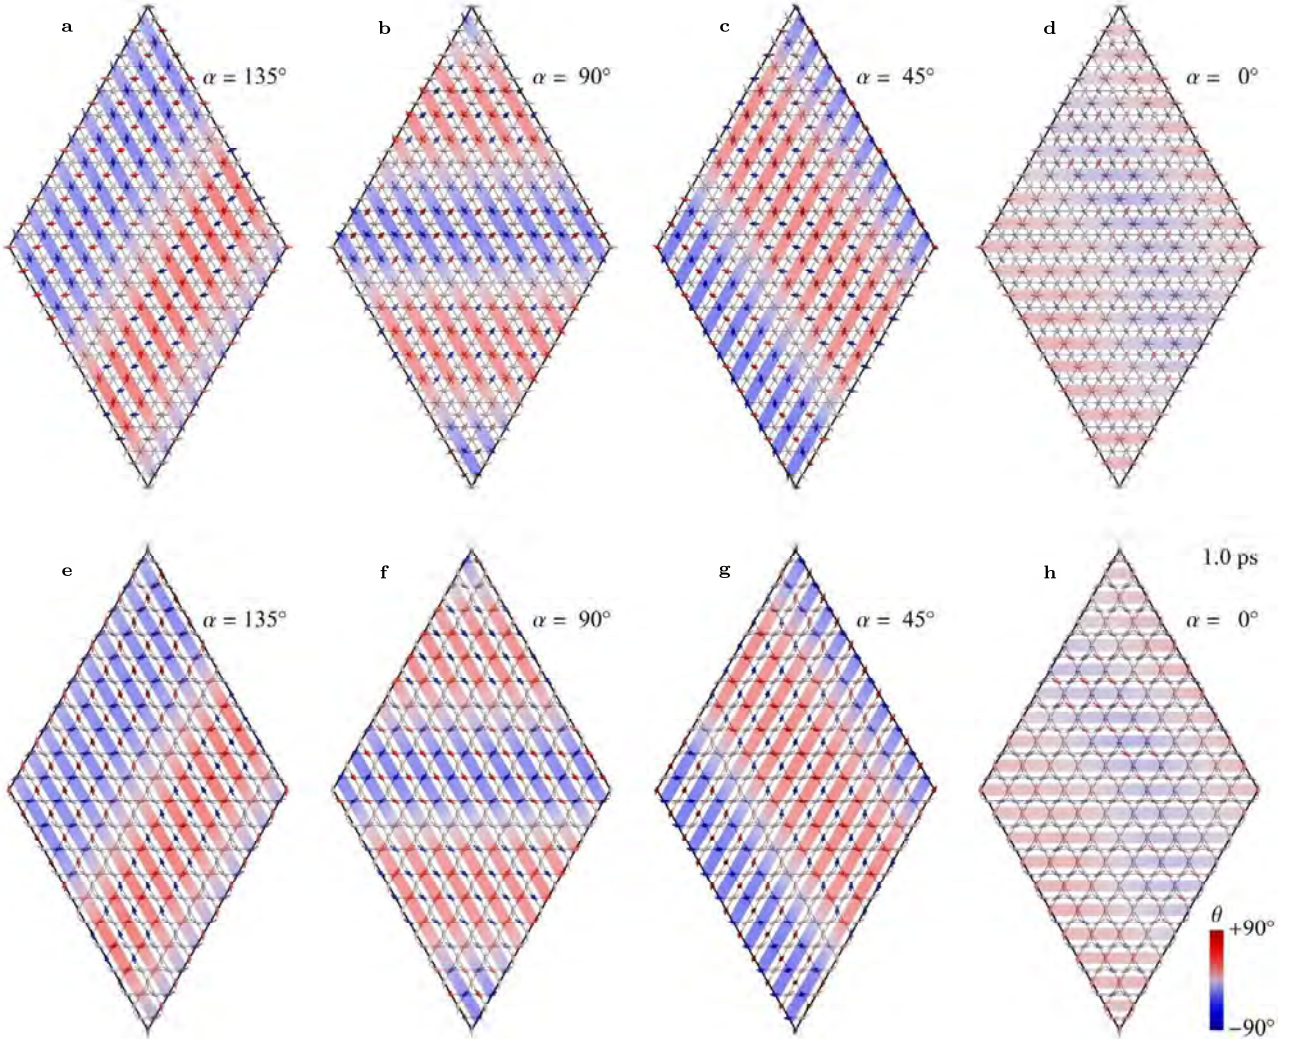 a b c d
α = 135° α = 90° α = 45° α = 0°
1.0 ps
e f g h
α = 135° α = 90° α = 45° α = 0°
θ
+90°
−90°